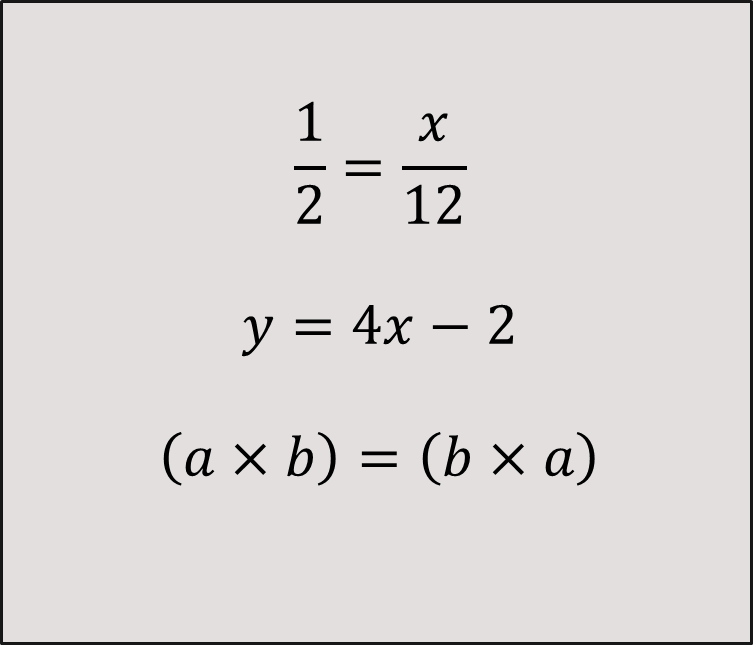 1/2 = x/12
y = 4x − 2
(a × b) = (b × a)